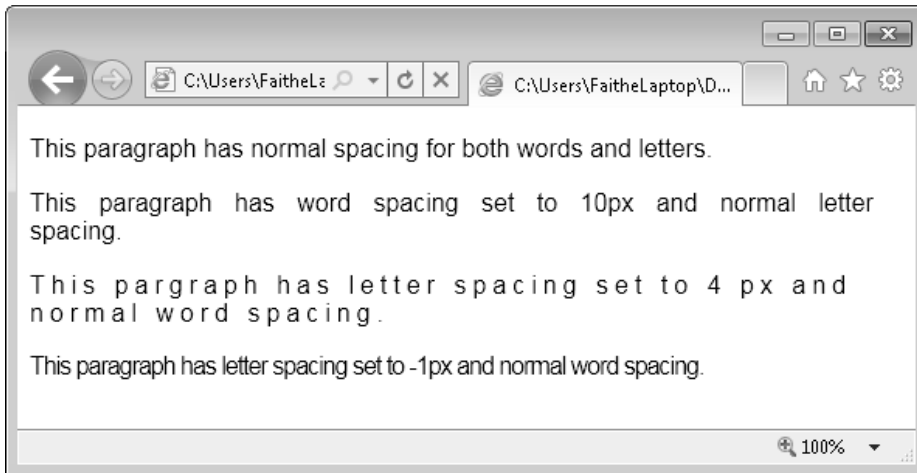 C:\Users\FaitheLa
C:\Users\FaitheLaptop\D...
This paragraph has normal spacing for both words and letters.
This paragraph has word spacing set to 10px and normal letter
spacing.
This pargraph has letter spacing set to 4 px and
normal word spacing.
This paragraph has letter spacing set to -1px and normal word spacing.
100%